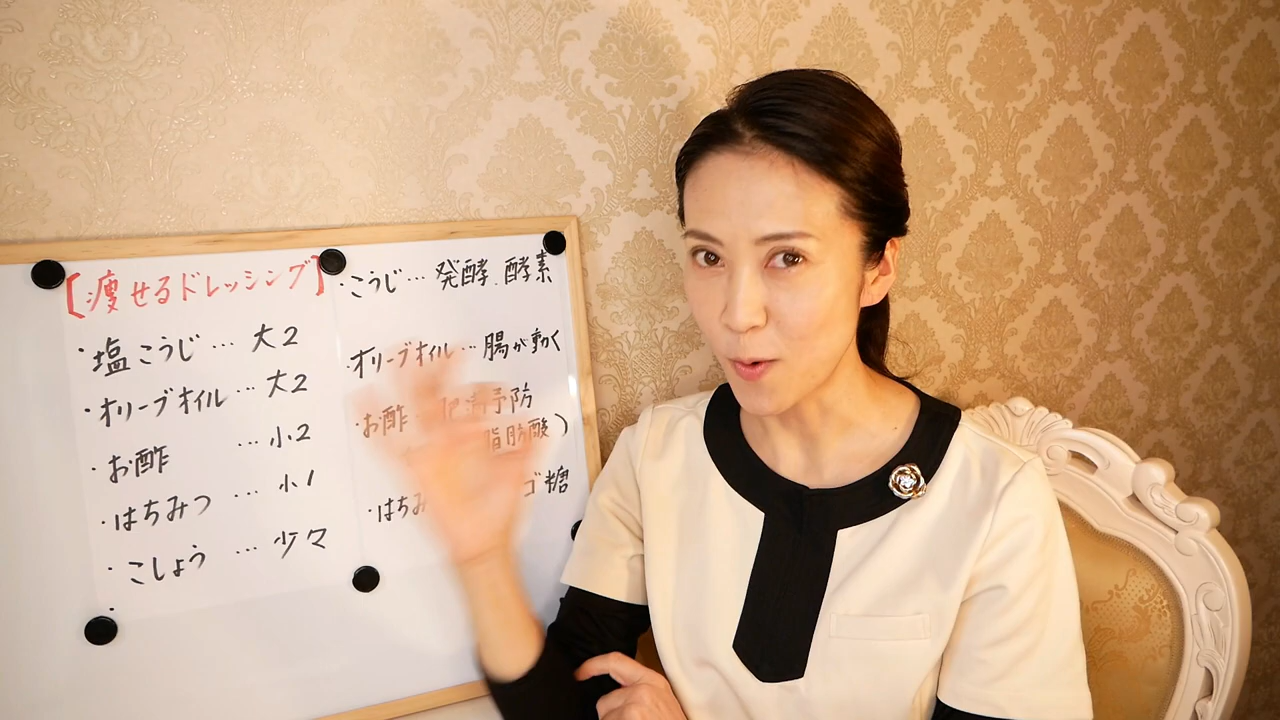 【痩せるドレッシング】
・塩こうじ…大2
・オリーブオイル…大2
・お酢…小2
・はちみつ…小1
・こしょう…少々
・こうじ…発酵.酵素
・オリーブオイル…腸が動く
・お酢 予防
脂肪酸)
・はちみ ゴ糖